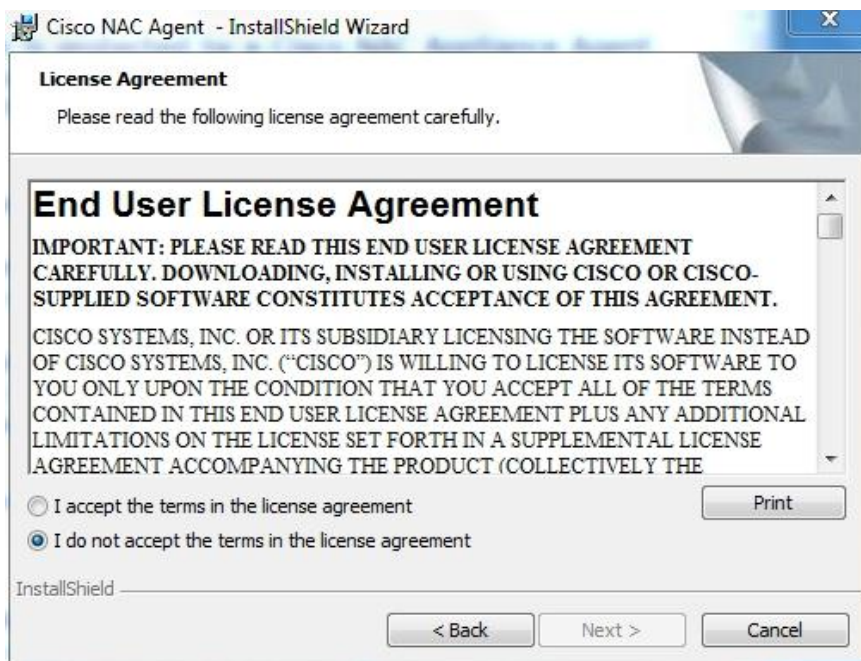 Cisco NAC Agent - InstallShield Wizard
License Agreement
Please read the following license agreement carefully.
End User License Agreement
IMPORTANT: PLEASE READ THIS END USER LICENSE AGREEMENT
CAREFULLY. DOWNLOADING, INSTALLING OR USING CISCO OR CISCO-
SUPPLIED SOFTWARE CONSTITUTES ACCEPTANCE OF THIS AGREEMENT.
CISCO SYSTEMS, INC. OR ITS SUBSIDIARY LICENSING THE SOFTWARE INSTEAD
OF CISCO SYSTEMS, INC. (“CISCO”) IS WILLING TO LICENSE ITS SOFTWARE TO
YOU ONLY UPON THE CONDITION THAT YOU ACCEPT ALL OF THE TERMS
CONTAINED IN THIS END USER LICENSE AGREEMENT PLUS ANY ADDITIONAL
LIMITATIONS ON THE LICENSE SET FORTH IN A SUPPLEMENTAL LICENSE
AGREEMENT ACCOMPANYING THE PRODUCT (COLLECTIVELY THE
I accept the terms in the license agreement
Print
I do not accept the terms in the license agreement
InstallShield
< Back
Next >
Cancel